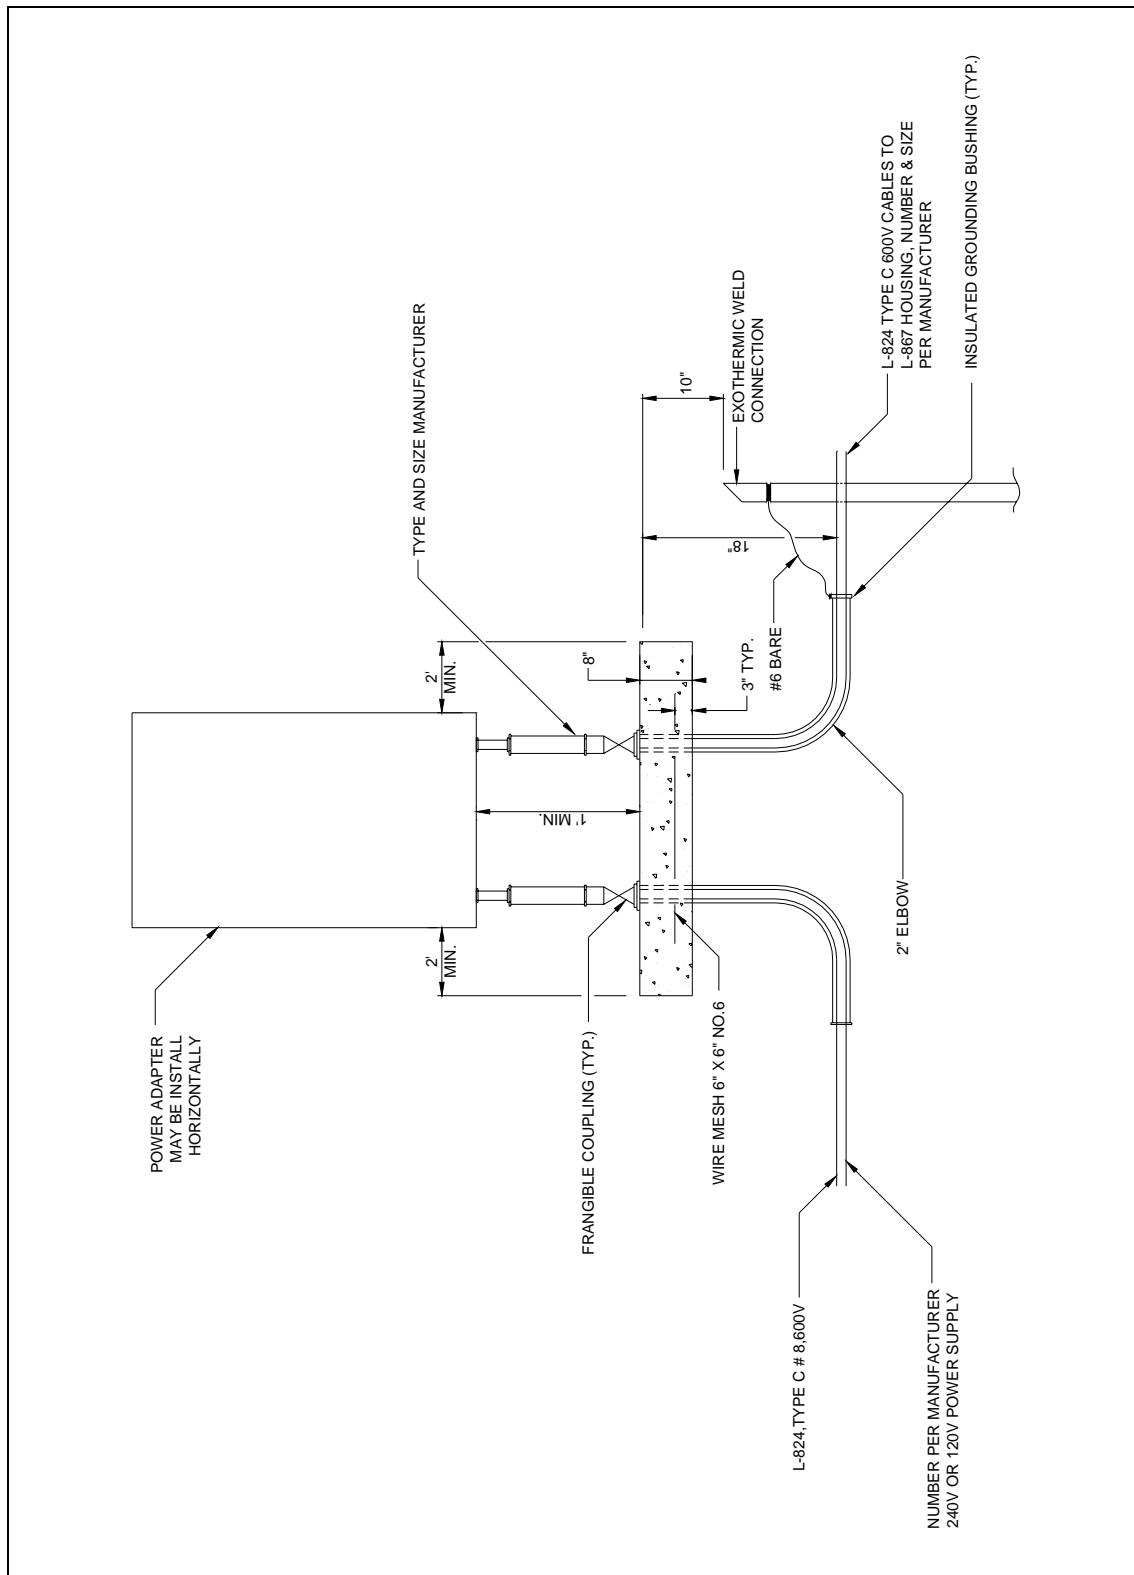 POWER ADAPTER
MAY BE INSTALL
HORIZONTALLY
2'
MIN.
2'
MIN.
TYPE AND SIZE MANUFACTURER
FRANGIBLE COUPLING (TYP.)
1' MIN.
8"
10"
EXOTHERMIC WELD
CONNECTION
18"
3" TYP.
#6 BARE
WIRE MESH 6" X 6" NO.6
L-824 TYPE C 600V CABLES TO
L-867 HOUSING, NUMBER & SIZE
PER MANUFACTURER
INSULATED GROUNDING BUSHING (TYP.)
2" ELBOW
L-824,TYPE C # 8,600V
NUMBER PER MANUFACTURER
240V OR 120V POWER SUPPLY